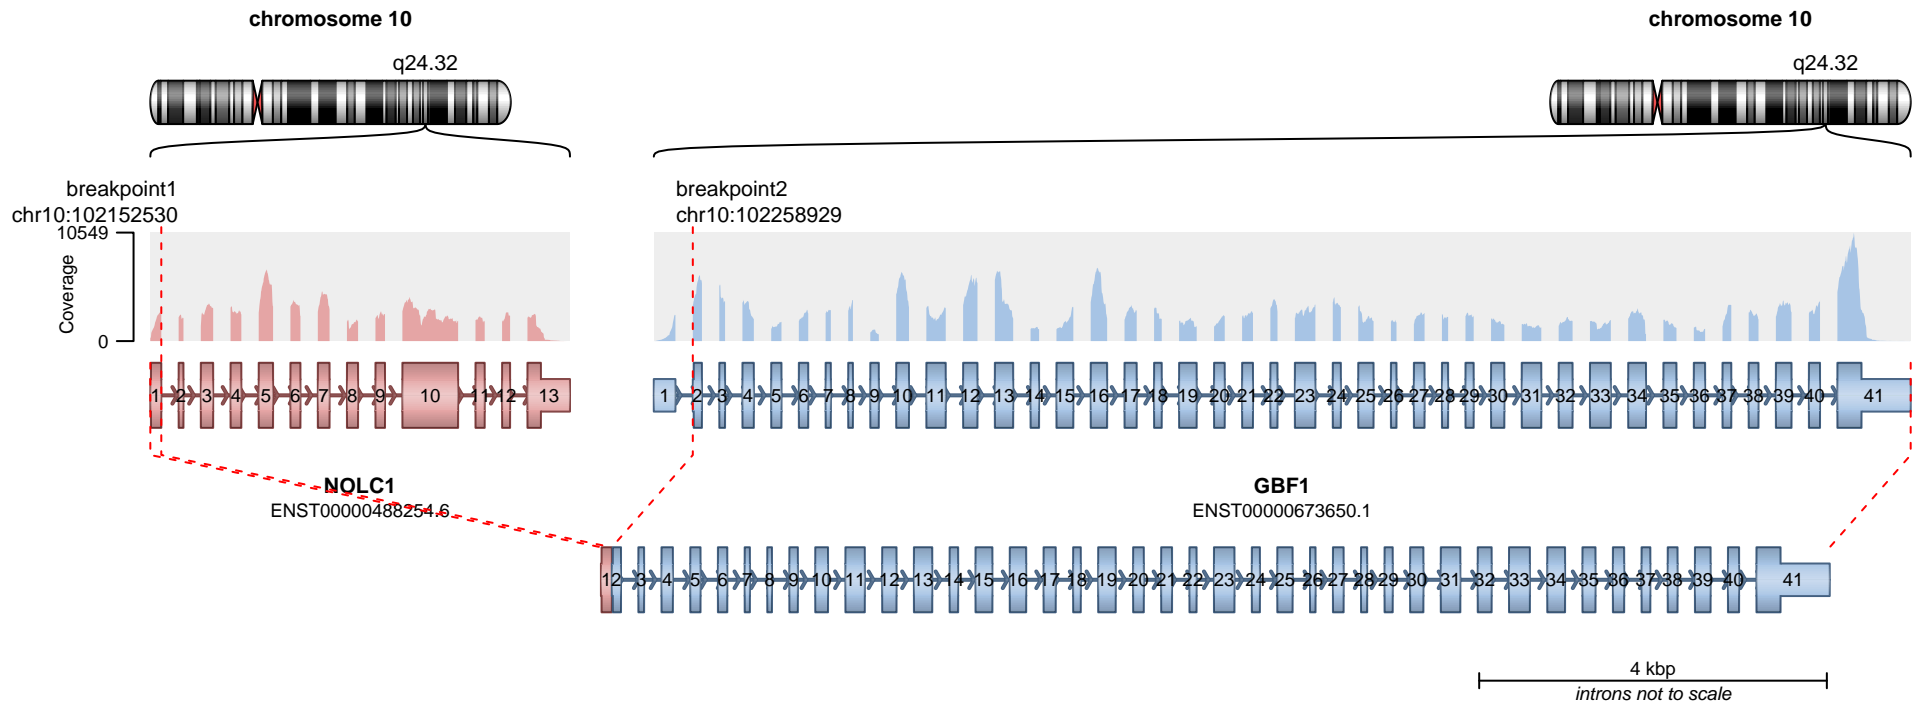 chromosome 10
chromosome 10
q24.32
q24.32
breakpoint1
chr10:102152530
breakpoint2
chr10:102258929
10549
Coverage
0
1 2 3 4 5 6 7 8 9 10 11 12 13
1 2 3 4 5 6 7 8 9 10 11 12 13 14 15 16 17 18 19 20 21 22 23 24 25 26 27 28 29 30 31 32 33 34 35 36 37 38 39 40 41
NOLC1
ENST00000488254.6
GBF1
ENST00000673650.1
1 2 3 4 5 6 7 8 9 10 11 12 13 14 15 16 17 18 19 20 21 22 23 24 25 26 27 28 29 30 31 32 33 34 35 36 37 38 39 40 41
4 kbp
introns not to scale